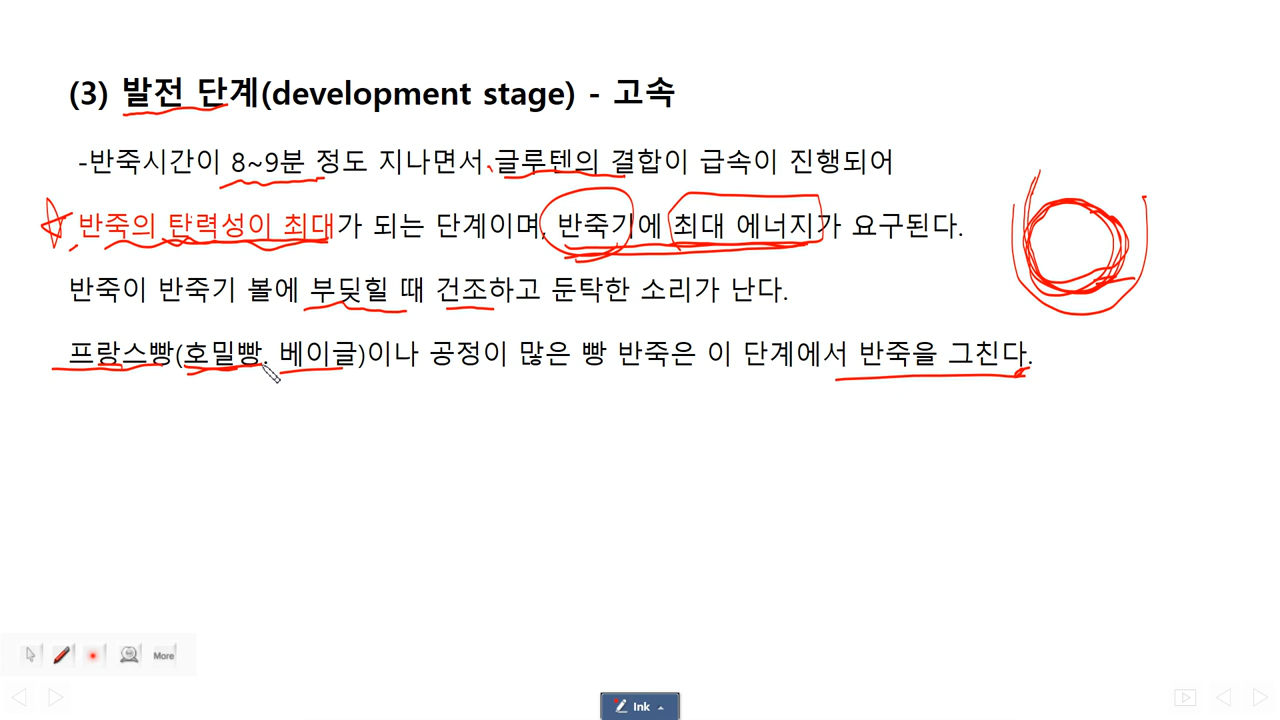 (3) 발전 단계(development stage) - 고속
-반죽시간이 8~9분 정도 지나면서 글루텐의 결합이 급속이 진행되어
반죽의 탄력성이 최대가 되는 단계이며, 반죽기에 최대 에너지가 요구된다.
반죽이 반죽기 볼에 부딪힐 때 건조하고 둔탁한 소리가 난다.
프랑스빵(호밀빵. 베이글)이나 공정이 많은 빵 반죽은 이 단계에서 반죽을 그친다.
More
Ink